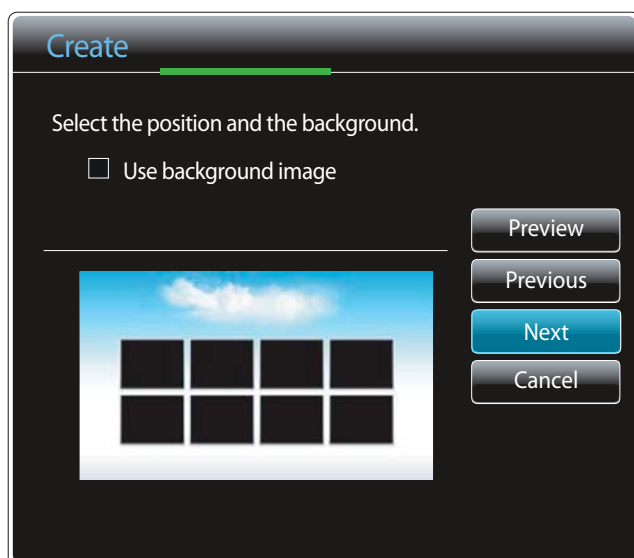 Create
Select the position and the background.
Use background image
Preview
Previous
Next
Cancel